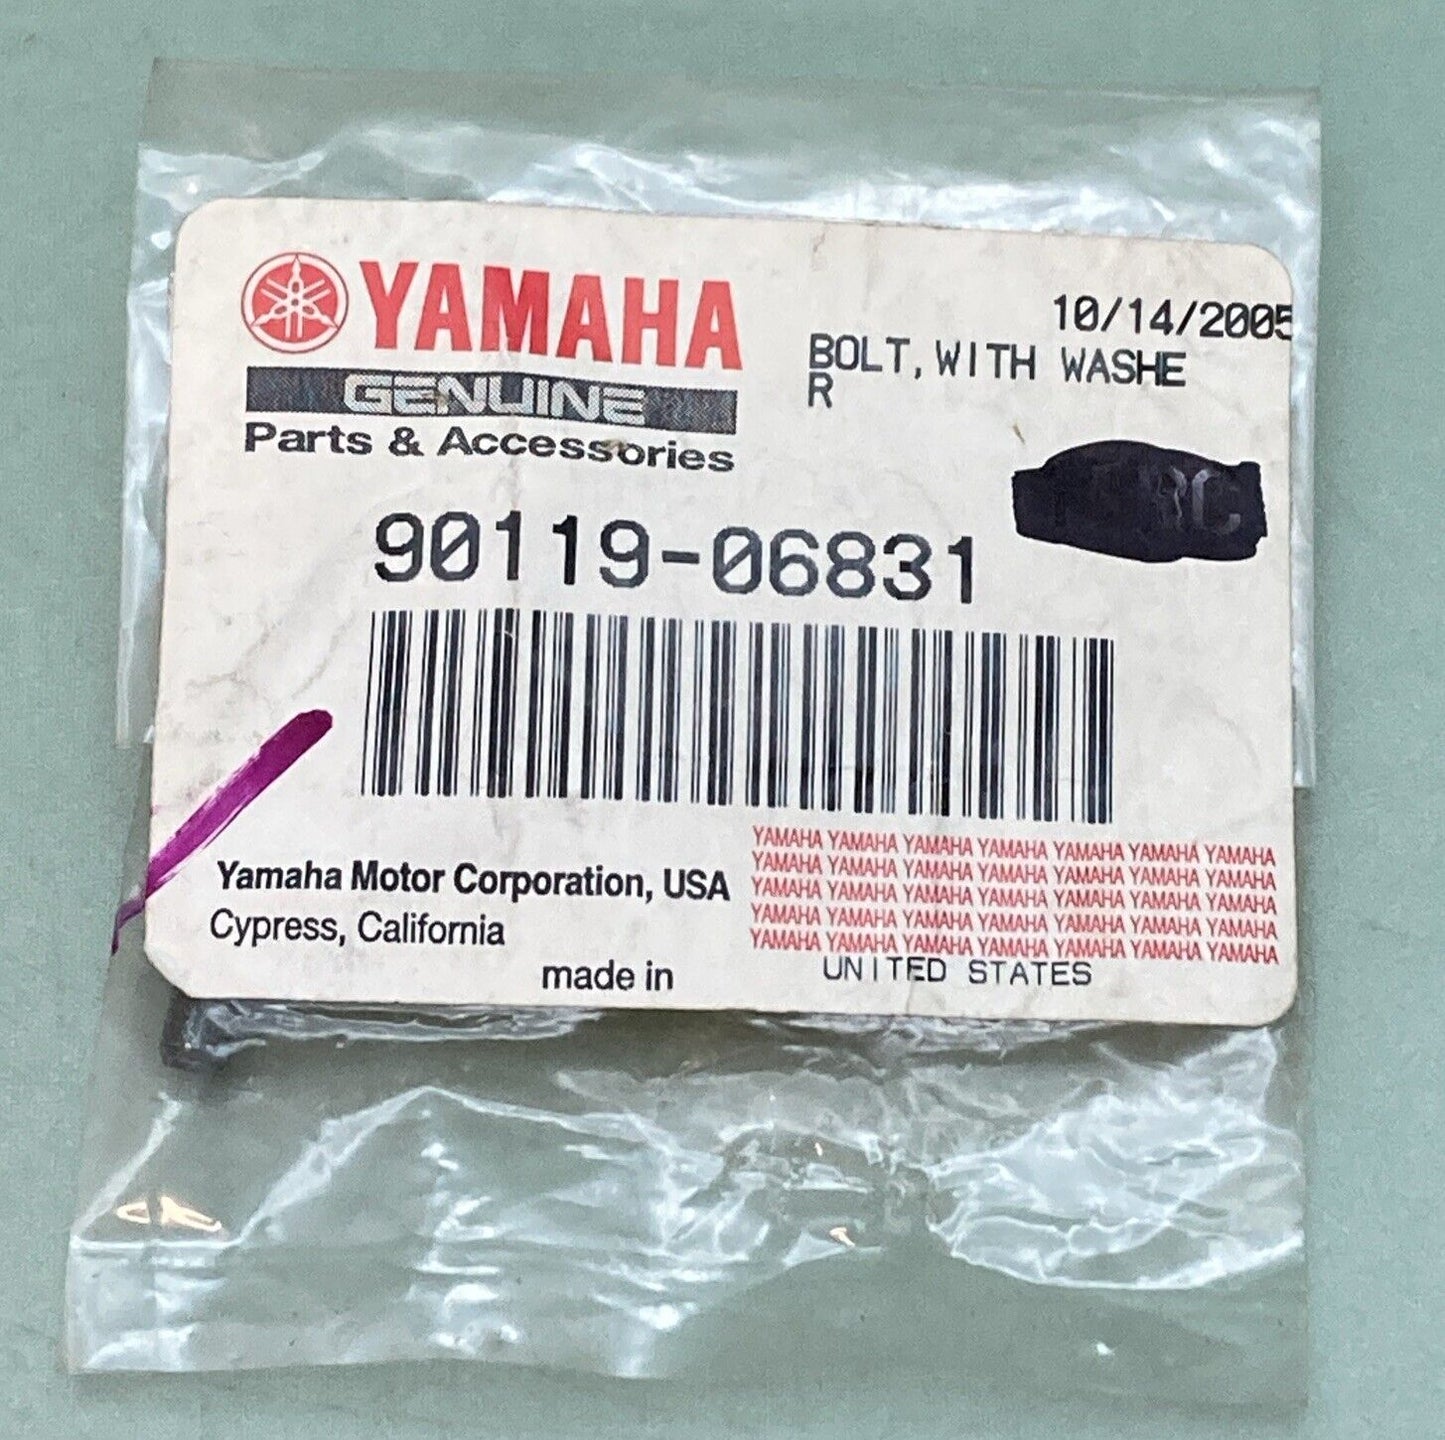 YAMAHA
GENUINE
Parts & Accessories
10/14/2005
BOLT, WITH WASHE
R
90119-06831
Yamaha Motor Corporation, USA
Cypress, California
made in
UNITED STATES
YAMAHA YAMAHA YAMAHA YAMAHA YAMAHA YAMAHA YAMAHA
YAMAHA YAMAHA YAMAHA YAMAHA YAMAHA YAMAHA YAMAHA
YAMAHA YAMAHA YAMAHA YAMAHA YAMAHA YAMAHA YAMAHA
YAMAHA YAMAHA YAMAHA YAMAHA YAMAHA YAMAHA YAMAHA
YAMAHA YAMAHA YAMAHA YAMAHA YAMAHA YAMAHA YAMAHA